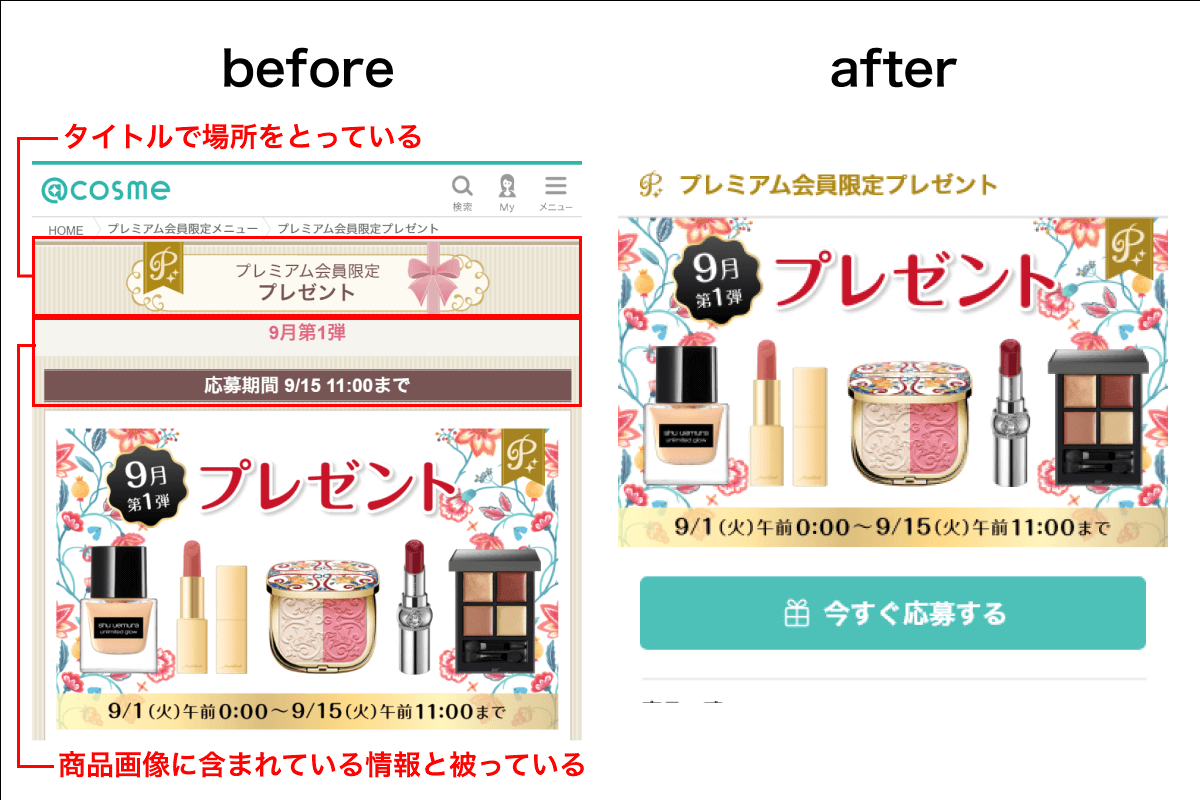 before
after
タイトルで場所をとっている
@cosme
検索
My
メニュー
HOME
プレミアム会員限定メニュー
プレミアム会員限定プレゼント
プレミアム会員限定
プレゼント
9月第1弾
応募期間 9/15 11:00まで
9月
第1弾
プレゼント
shu uemura
unlimited glow
9/1(火)午前0:00〜9/15(火)午前11:00まで
商品画像に含まれている情報と被っている
プレミアム会員限定プレゼント
9月
第1弾
プレゼント
shu uemura
unlimited glow
9/1(火)午前0:00〜9/15(火)午前11:00まで
今すぐ応募する